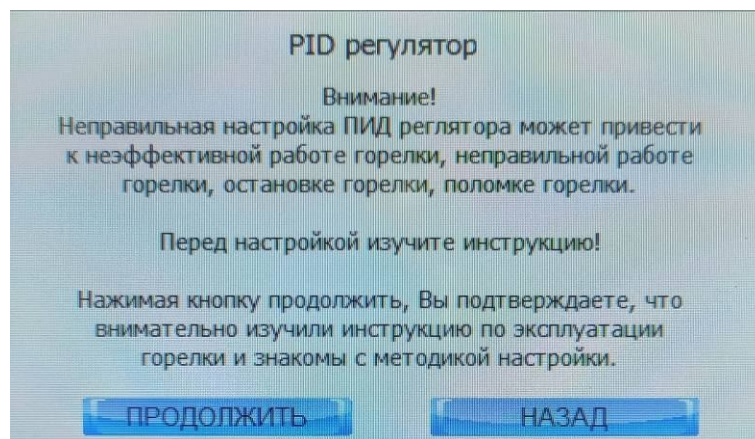 PID регулятор
Внимание!
Неправильная настройка ПИД реглятора может привести
к неэффективной работе горелки, неправильной работе
горелки, остановке горелки, поломке горелки.
Перед настройкой изучите инструкцию!
Нажимая кнопку продолжить, Вы подтверждаете, что
внимательно изучили инструкцию по эксплуатации
горелки и знакомы с методикой настройки.
ПРОДОЛЖИТЬ НАЗАД